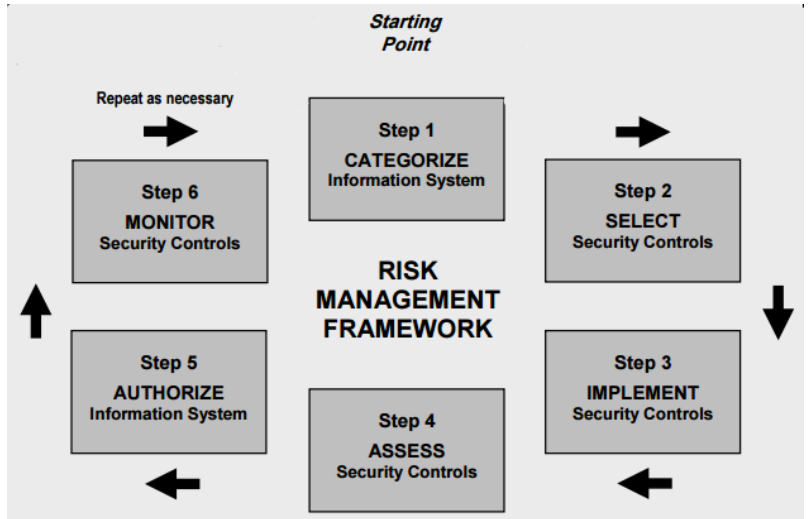 Starting
Point
Repeat as necessary
Step 1
CATEGORIZE
Information System
Step 2
SELECT
Security Controls
Step 6
MONITOR
Security Controls
RISK
MANAGEMENT
FRAMEWORK
Step 3
IMPLEMENT
Security Controls
Step 5
AUTHORIZE
Information System
Step 4
ASSESS
Security Controls